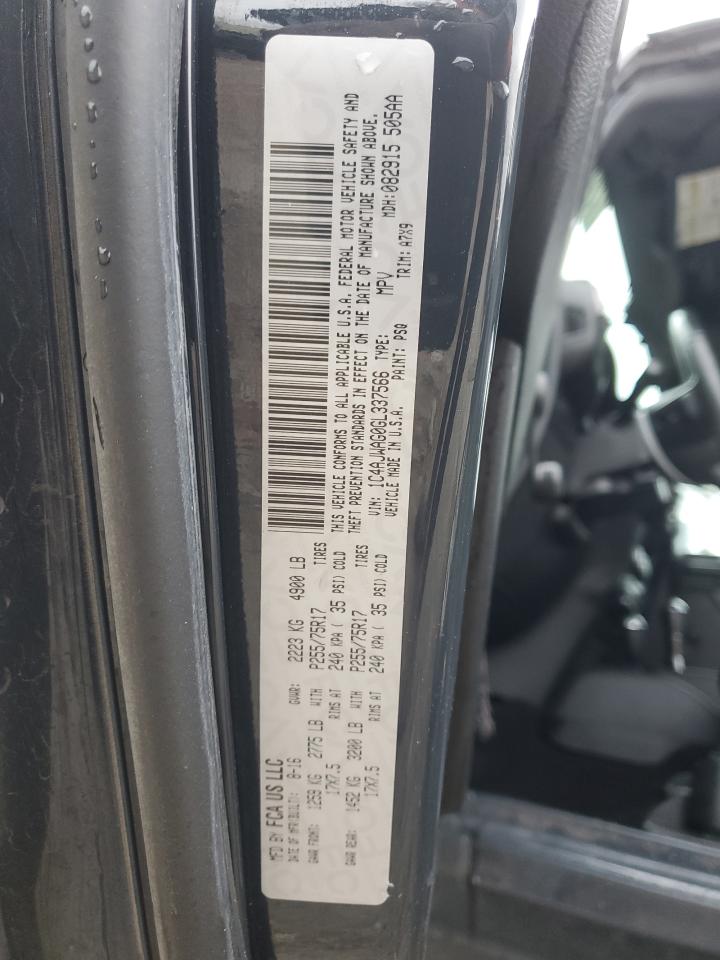 MFD BY FCA US LLC
DATE OF MFR(BUILT): 8-16 GVWR: 2223 KG 4900 LB
GAWR FRONT: 1259 KG 2775 LB WITH P255/75R17 TIRES
17X7.5 RIMS AT 240 KPA ( 35 PSI) COLD
GAWR REAR: 1452 KG 3200 LB WITH P255/75R17 TIRES
17X7.5 RIMS AT 240 KPA ( 35 PSI) COLD
THIS VEHICLE CONFORMS TO ALL APPLICABLE U.S.A. FEDERAL MOTOR VEHICLE SAFETY AND
THEFT PREVENTION STANDARDS IN EFFECT ON THE DATE OF MANUFACTURE SHOWN ABOVE.
VIN: 1C4AJWAG0GL337566 TYPE: MPV MDH:082915 505AA
VEHICLE MADE IN U.S.A. PAINT: PSQ TRIM: A7X9